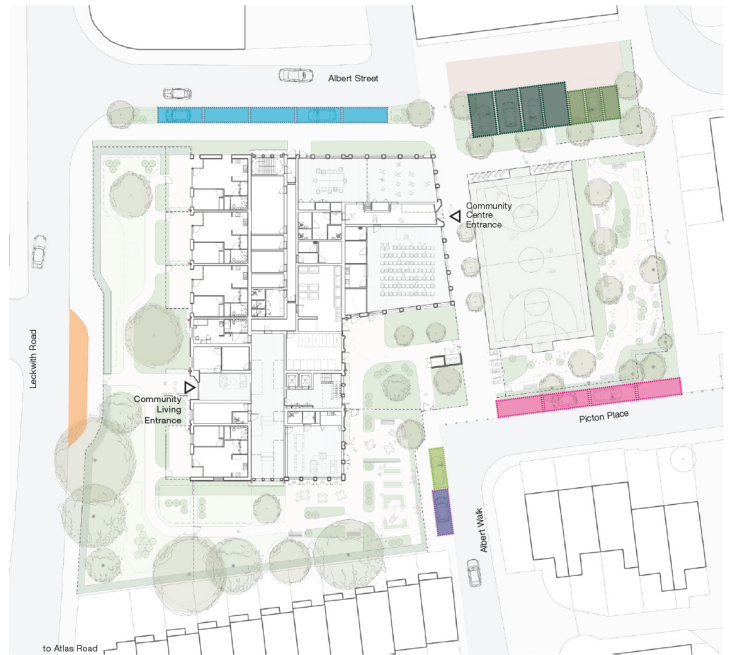 Albert Street
Community
Centre
Entrance
Leckwith Road
Community
Living
Entrance
Picton Place
Albert Walk
to Atlas Road